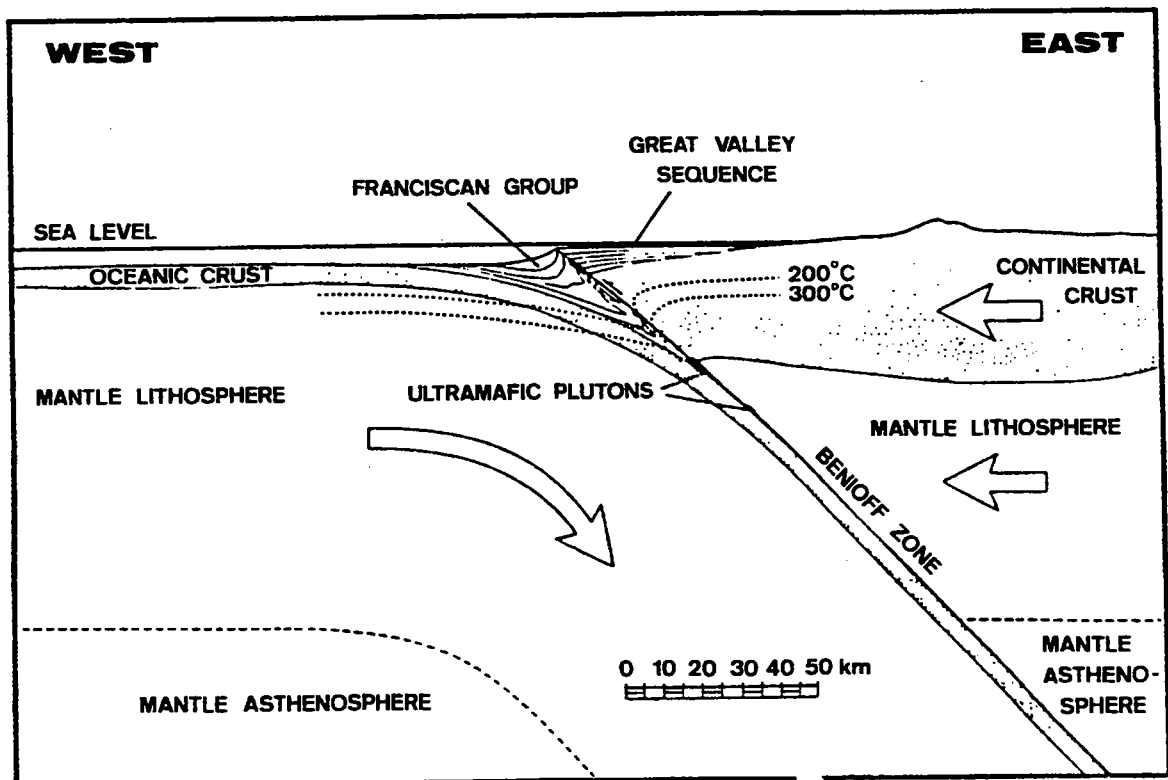 WEST
EAST
GREAT VALLEY
SEQUENCE
FRANCISCAN GROUP
SEA LEVEL
OCEANIC CRUST
200°C
300°C
CONTINENTAL
CRUST
MANTLE LITHOSPHERE
ULTRAMAFIC PLUTONS
MANTLE LITHOSPHERE
BENIOFF ZONE
0 10 20 30 40 50 km
MANTLE
ASTHENO-
SPHERE
MANTLE ASTHENOSPHERE